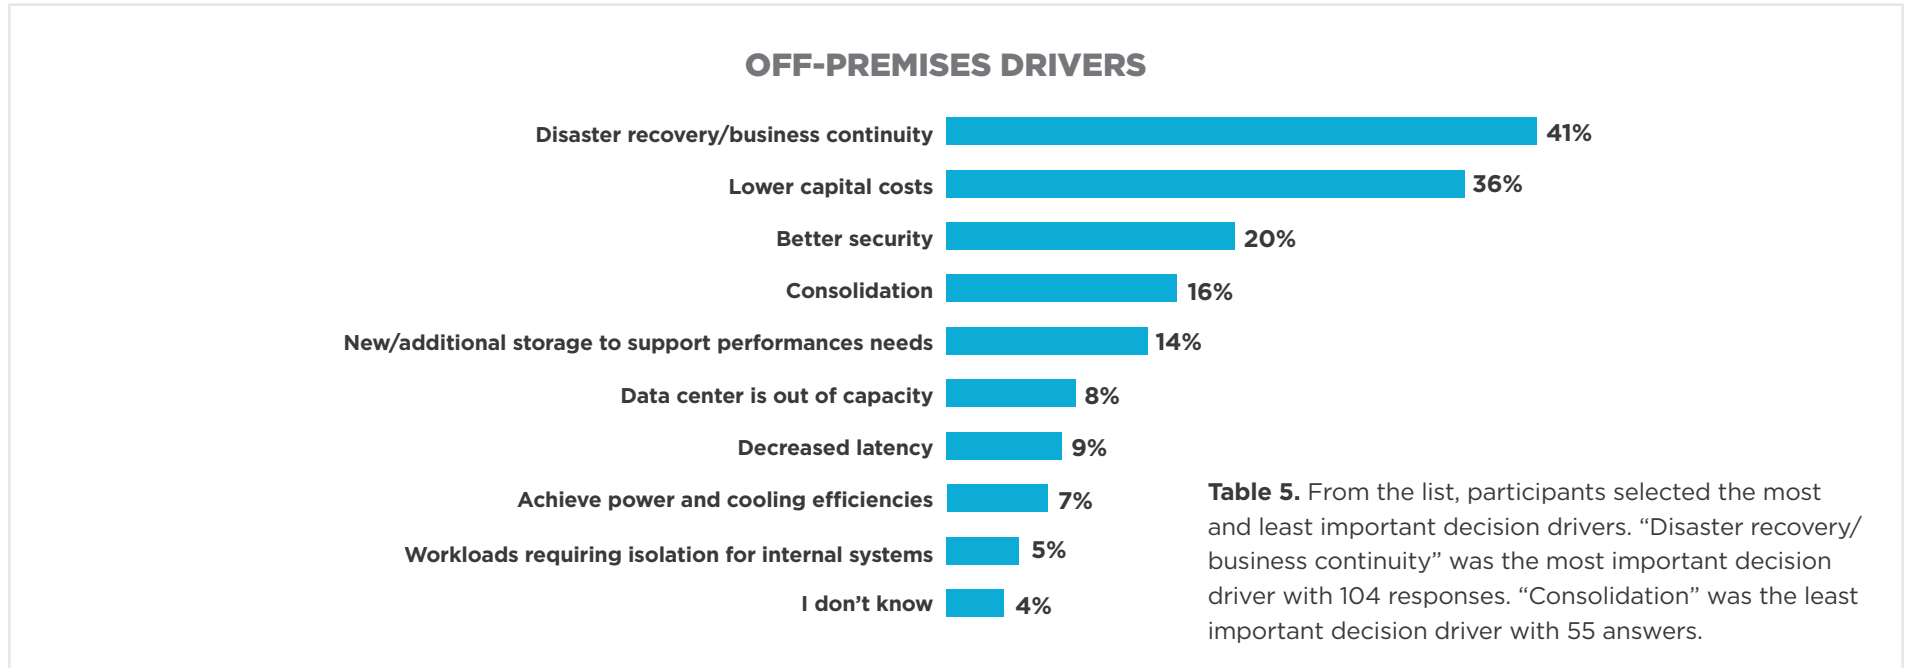 OFF-PREMISES DRIVERS
Disaster recovery/business continuity 41%
Lower capital costs 36%
Better security 20%
Consolidation 16%
New/additional storage to support performances needs 14%
Data center is out of capacity 8%
Decreased latency 9%
Achieve power and cooling efficiencies 7%
Workloads requiring isolation for internal systems 5%
I don’t know 4%
Table 5. From the list, participants selected the most
and least important decision drivers. “Disaster recovery/
business continuity” was the most important decision
driver with 104 responses. “Consolidation” was the least
important decision driver with 55 answers.